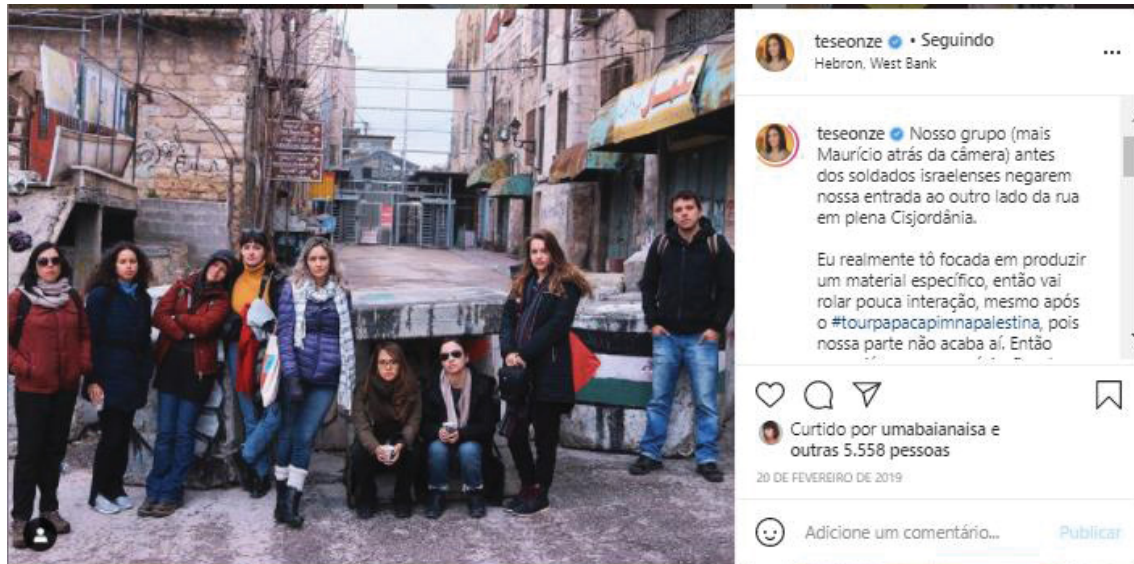 teseonze • Seguindo
Hebron, West Bank
teseonze Nosso grupo (mais
Maurício atrás da câmera) antes
dos soldados israelenses negarem
nossa entrada ao outro lado da rua
em plena Cisjordânia.
Eu realmente tô focada em produzir
um material específico, então vai
rolar pouca interação, mesmo após
o #tourpapacapimnapalestina, pois
nossa parte não acaba aí. Então
Curtido por umabaianaisa e
outras 5.558 pessoas
20 DE FEVEREIRO DE 2019
Adicione um comentário... Publicar